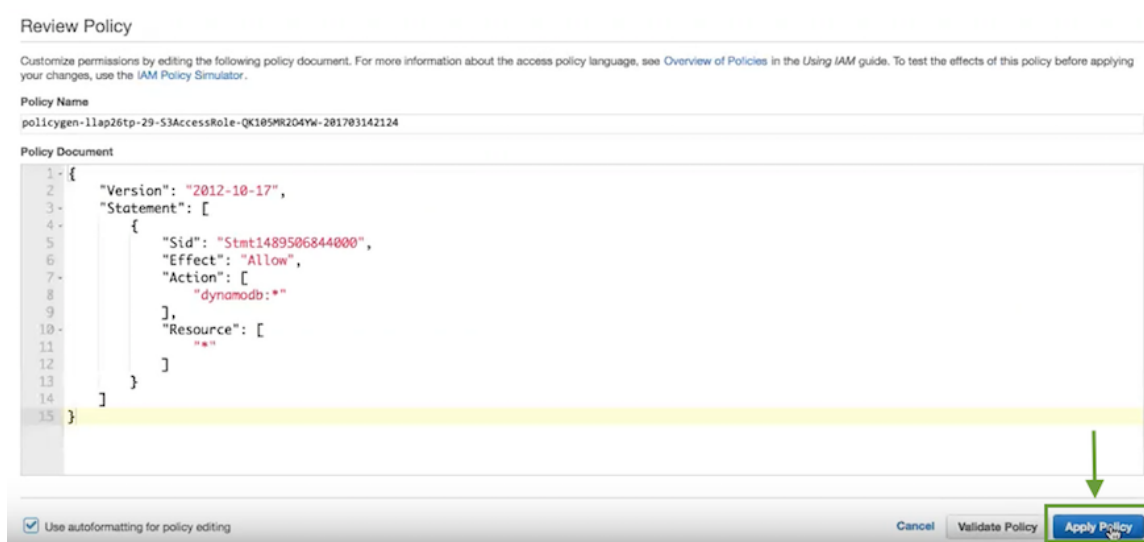 Review Policy
Customize permissions by editing the following policy document. For more information about the access policy language, see Overview of Policies in the Using IAM guide. To test the effects of this policy before applying
your changes, use the IAM Policy Simulator.
Policy Name
policygen-llap26tp-29-S3AccessRole-QK105MR2O4YW-201703142124
Policy Document
1 {
2 "Version": "2012-10-17",
3 "Statement": [
4 {
5 "Sid": "Stmt1489506844000",
6 "Effect": "Allow",
7 "Action": [
8 "dynamodb:*"
9 ],
10 "Resource": [
11 "*"
12 ]
13 }
14 ]
15 }
Use autoformatting for policy editing Cancel Validate Policy Apply Policy